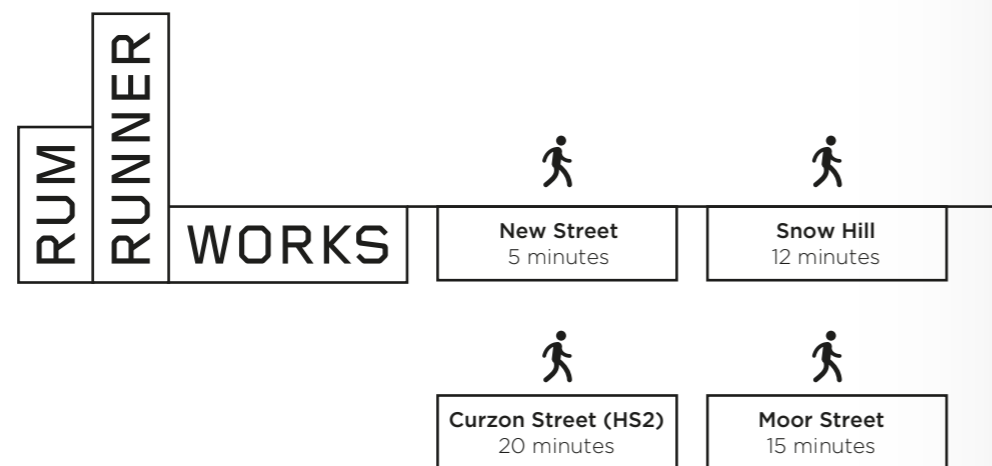 RUM
RUNNER
WORKS
New Street
5 minutes
Snow Hill
12 minutes
Curzon Street (HS2)
20 minutes
Moor Street
15 minutes